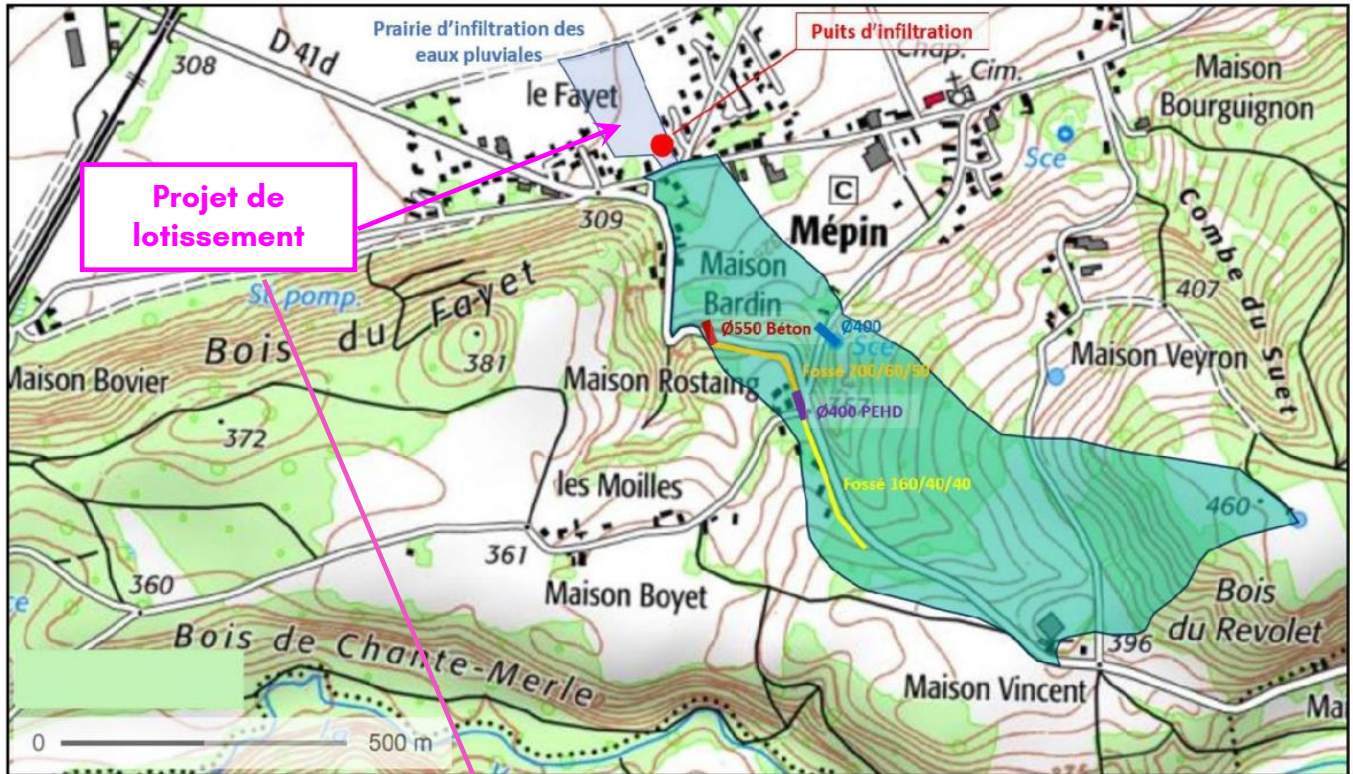 Prairie d'infiltration des
eaux pluviales
Puits d'infiltration
D 41d
308
le Fayet
Chap.
Cim.
Maison
Bourguignon
Sce
Projet de
lotissement
309
C
Mépin
Combe du Suet
St. pomp.
Maison
Bardin
407
Bois du Fayet
Ø550 Béton
Ø400
Sce
381
Maison Bovier
Maison Rostaing
Fossé 200/60/50
Maison Veyron
Ø400 PEHD
372
les Moilles
Fossé 160/40/40
460
361
360
Maison Boyet
Bois
du Revolet
Bois de Chante-Merle
396
Maison Vincent
0
500 m